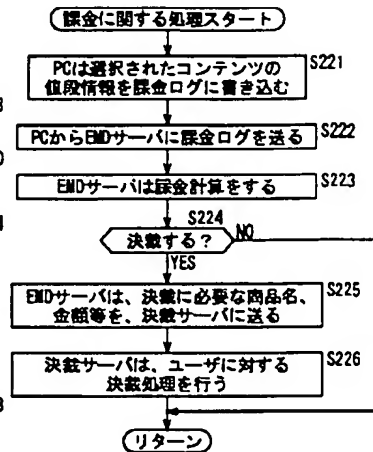 課金に関する処理スタート
PCは選択されたコンテンツの
値段情報を課金ログに書き込む
S221
PCからEMDサーバに課金ログを送る
S222
EMDサーバは課金計算をする
S223
S224
決裁する?
NO
YES
EMDサーバは、決裁に必要な商品名、
金額等を、決裁サーバに送る
S225
決裁サーバは、ユーザに対する
決裁処理を行う
S226
リターン